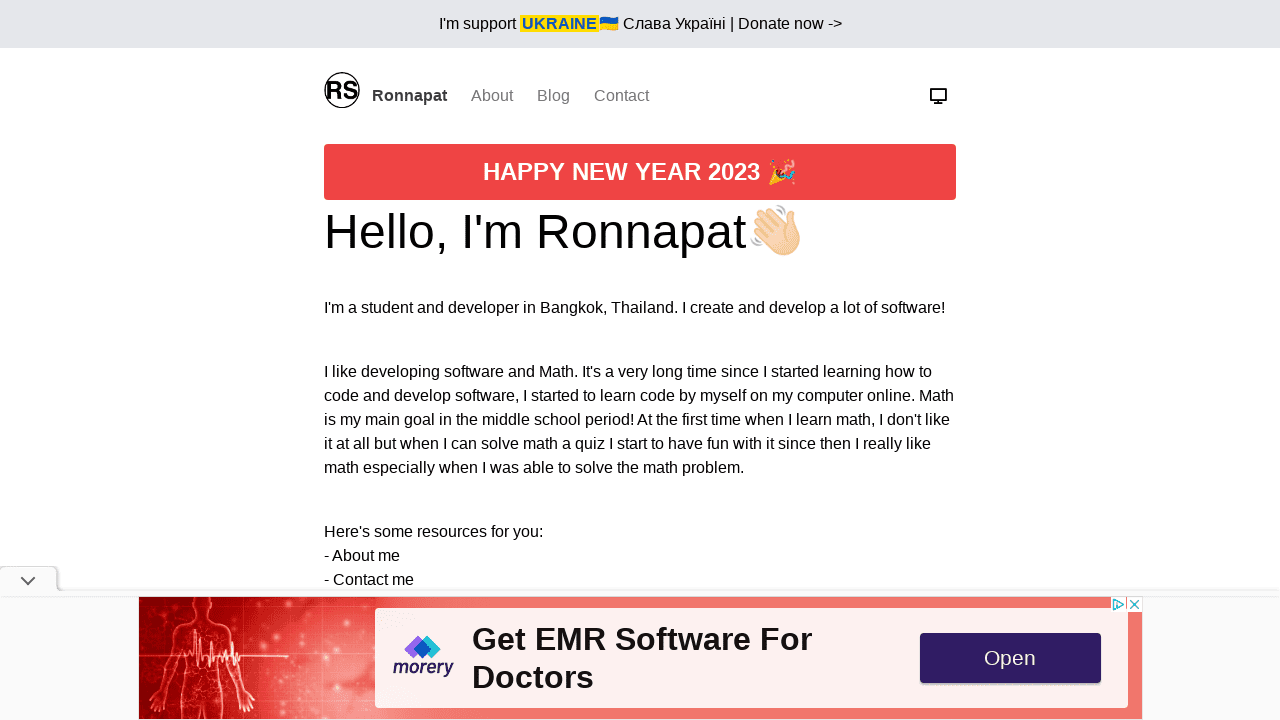 I'm support UKRAINE🇺🇦 Слава Україні | Donate now ->
RS Ronnapat About Blog Contact
HAPPY NEW YEAR 2023 🎉
Hello, I'm Ronnapat👋🏻
I'm a student and developer in Bangkok, Thailand. I create and develop a lot of software!
I like developing software and Math. It's a very long time since I started learning how to
code and develop software, I started to learn code by myself on my computer online. Math
is my main goal in the middle school period! At the first time when I learn math, I don't like
it at all but when I can solve math a quiz I start to have fun with it since then I really like
math especially when I was able to solve the math problem.
Here's some resources for you:
- About me
- Contact me
morery
Get EMR Software For
Doctors
Open